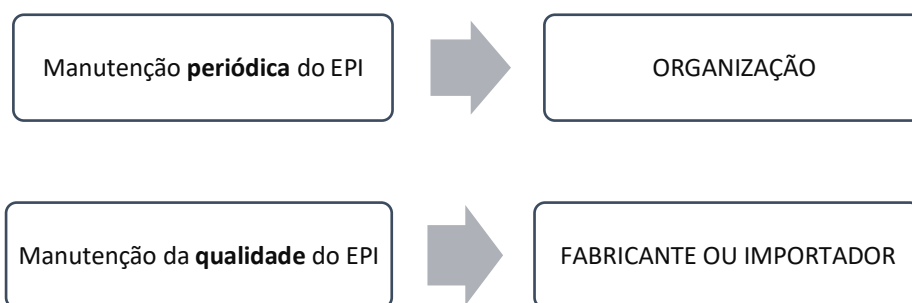 Manutenção periódica do EPI
ORGANIZAÇÃO
Manutenção da qualidade do EPI
FABRICANTE OU IMPORTADOR